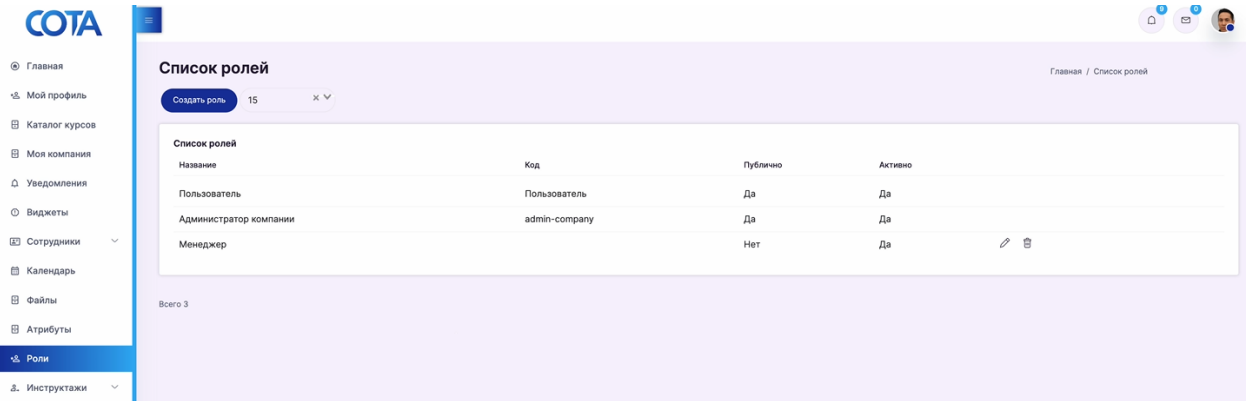 СОТА
9
0
Главная
Мой профиль
Каталог курсов
Моя компания
Уведомления
Виджеты
Сотрудники
Календарь
Файлы
Атрибуты
Роли
Инструктажи
Список ролей
Главная / Список ролей
Создать роль 15
Список ролей
Название Код Публично Активно
Пользователь Пользователь Да Да
Администратор компании admin-company Да Да
Менеджер Нет Да
Всего 3